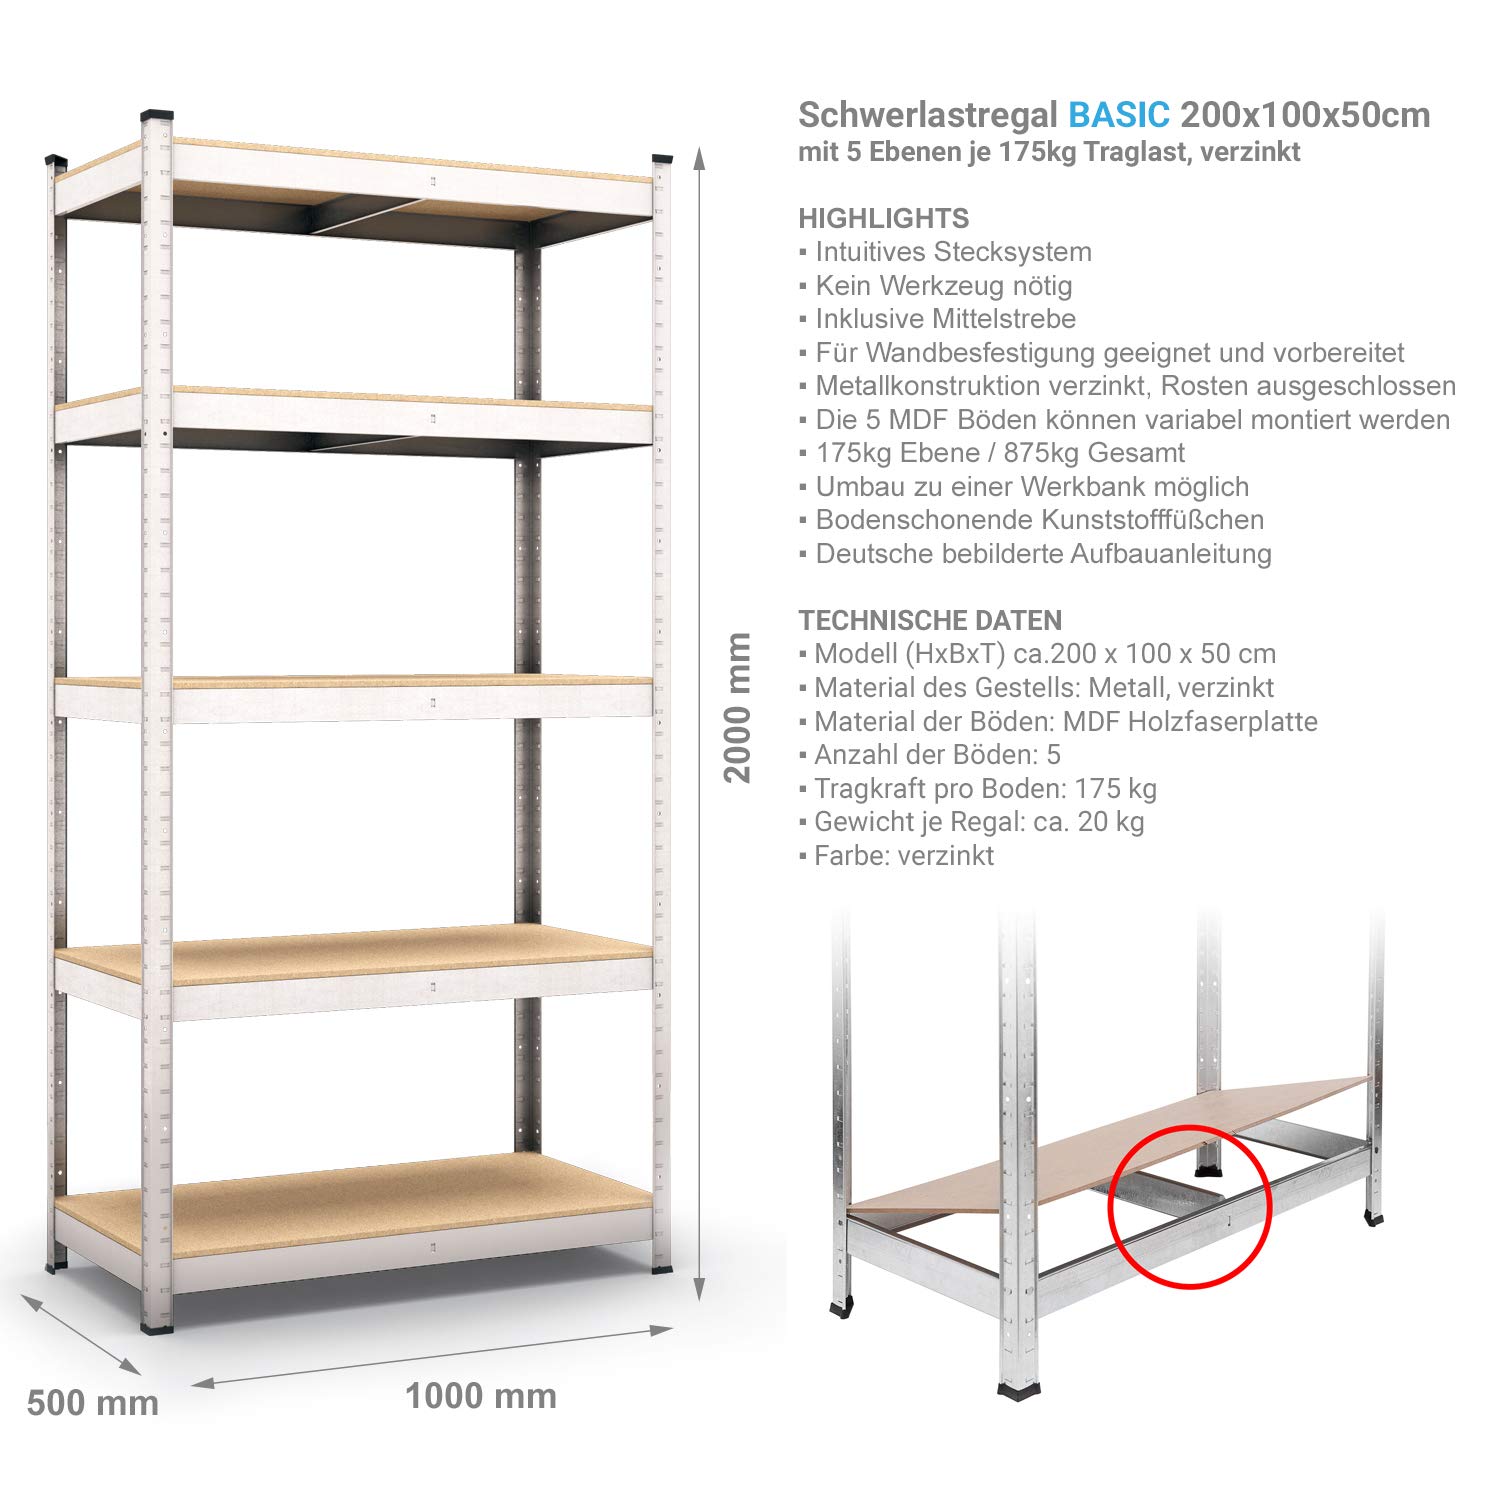 Schwerlastregal BASIC 200x100x50cm
mit 5 Ebenen je 175kg Traglast, verzinkt
HIGHLIGHTS
▪ Intuitives Stecksystem
▪ Kein Werkzeug nötig
▪ Inklusive Mittelstrebe
▪ Für Wandbesfestigung geeignet und vorbereitet
▪ Metallkonstruktion verzinkt, Rosten ausgeschlossen
▪ Die 5 MDF Böden können variabel montiert werden
▪ 175kg Ebene / 875kg Gesamt
▪ Umbau zu einer Werkbank möglich
▪ Bodenschonende Kunststofffüßchen
▪ Deutsche bebilderte Aufbauanleitung
TECHNISCHE DATEN
▪ Modell (HxBxT) ca.200 x 100 x 50 cm
▪ Material des Gestells: Metall, verzinkt
▪ Material der Böden: MDF Holzfaserplatte
▪ Anzahl der Böden: 5
▪ Tragkraft pro Boden: 175 kg
▪ Gewicht je Regal: ca. 20 kg
▪ Farbe: verzinkt
2000 mm
500 mm
1000 mm